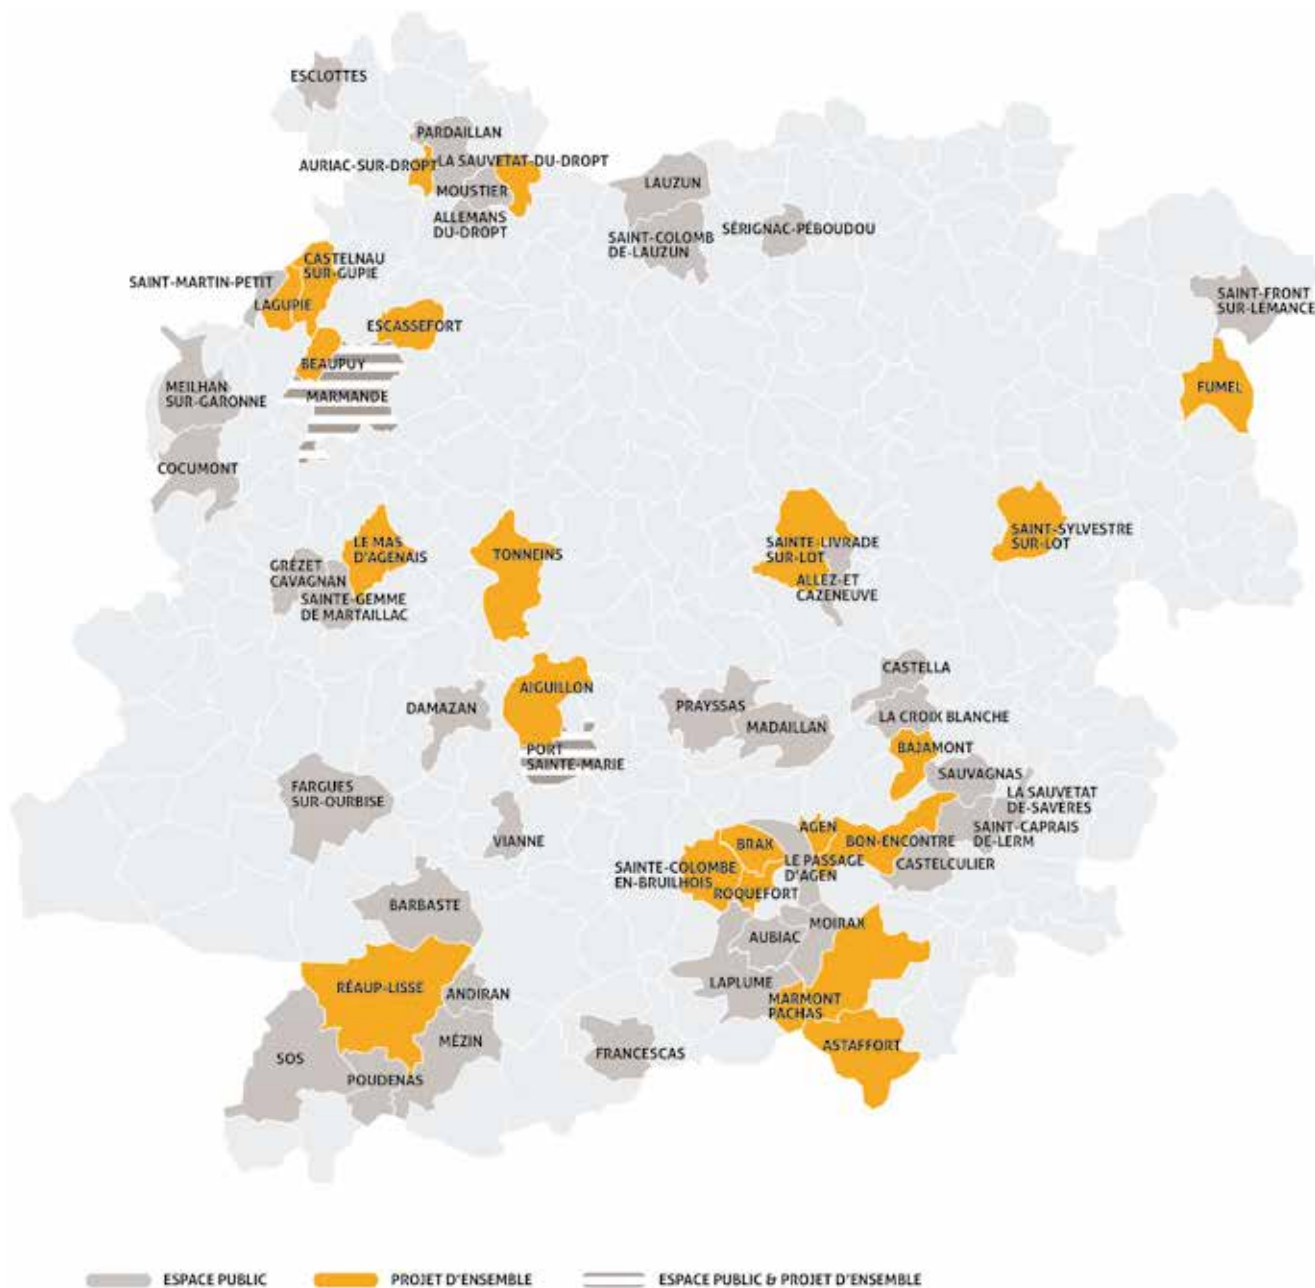 ESCLOTTES
PARDAILLAN
AURIAC-SUR-DROPT
LA SAUVETAT-DU-DROPT
MOUSTIER
ALLEMANS
DU-DROPT
LAUZUN
SAINT-COLOMB
DE-LAUZUN
SÉRIGNAC-PÉBOUDOU
CASTELNAU
SUR-GUPIE
SAINT-MARTIN-PETIT
LAGUPIE
ESCASSEFORT
BEAUPUY
MARMANDE
MEILHAN
SUR-GARONNE
COCUMONT
SAINT-FRONT
SUR-LÉMANCE
FUMEL
LE MAS
D'AGENAIS
GRÉZET
CAVAGNAN
SAINTE-GEMME
DE MARTAILLAC
TONNEINS
SAINTE-LIVRADE
SUR-LOT
ALLEZ-ET
CAZENEUVE
SAINT-SYLVESTRE
SUR-LOT
AIGUILLON
DAMAZAN
PORT
SAINTE-MARIE
PRAYSSAS
MADAILLAN
CASTELLA
LA CROIX BLANCHE
BAJAMONT
SAUVAGNAS
LA SAUVETAT
DE-SAVÈRES
SAINT-CAPRAIS
DE-LERM
FARGUES
SUR-OURBISE
VIANNE
AGEN
BON-ENCONTRE
CASTELCULIER
BRAX
LE PASSAGE
D'AGEN
SAINTE-COLOMBE
EN-BRUILHOIS
ROQUEFORT
BARBASTE
MOIRAX
AUBIAC
LAPLUME
MARMONT
PACHAS
ASTAFFORT
RÉAUP-LISSE
ANDIRAN
MÉZIN
SOS
POUDENAS
FRANCESCAS
ESPACE PUBLIC
PROJET D'ENSEMBLE
ESPACE PUBLIC & PROJET D'ENSEMBLE